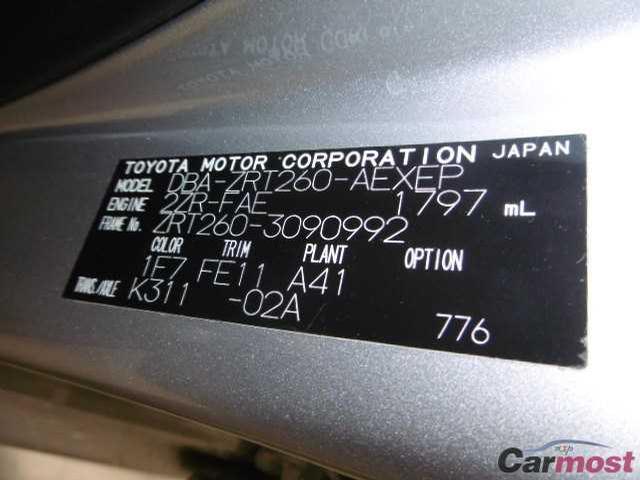 TOYOTA MOTOR CORPORATION JAPAN
MODEL DBA-ZRT260-AEXEP
ENGINE 2ZR-FAE 1797 mL
FRAME No. ZRT260-3090992
COLOR TRIM PLANT OPTION
1F7 FE11 A41
TRANS./AXLE K311 -02A
776
Carmost